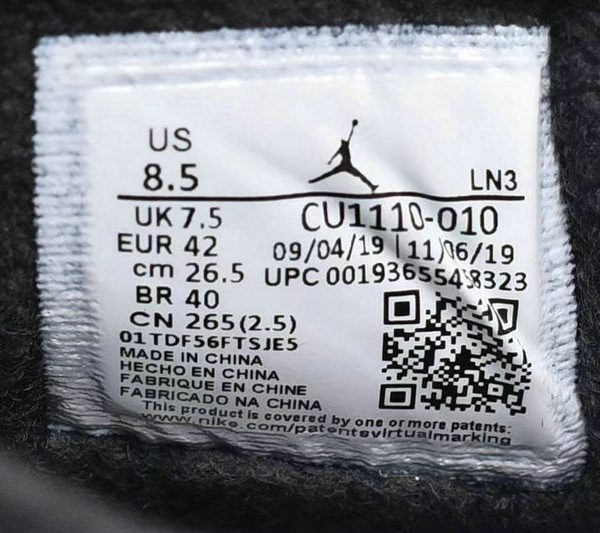 US
8.5
LN3
UK 7.5
CU1110-010
EUR 42
09/04/19 11/06/19
cm 26.5
BR 40
CN 265(2.5)
01TDF56FTSJE5
MADE IN CHINA
HECHO EN CHINA
FABRIQUE EN CHINE
FABRICADO NA CHINA
This product is covered by one or more patents:
www.nike.com/patentsvirtualmarking
UPC